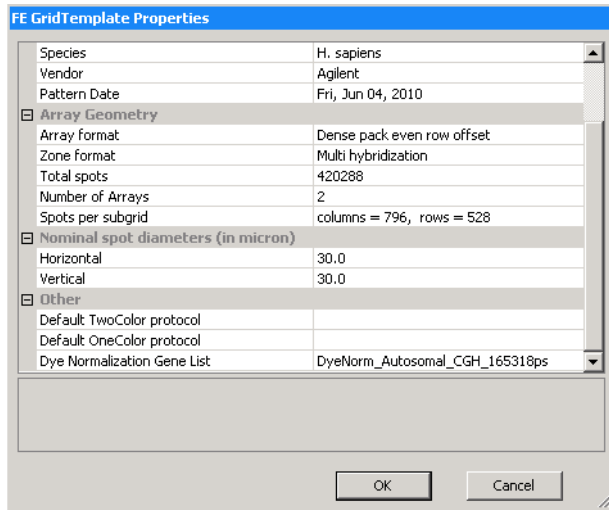 FE GridTemplate Properties
Species H. sapiens
Vendor Agilent
Pattern Date Fri, Jun 04, 2010
Array Geometry
Array format Dense pack even row offset
Zone format Multi hybridization
Total spots 420288
Number of Arrays 2
Spots per subgrid columns = 796, rows = 528
Nominal spot diameters (in micron)
Horizontal 30.0
Vertical 30.0
Other
Default TwoColor protocol
Default OneColor protocol
Dye Normalization Gene List DyeNorm_Autosomal_CGH_165318ps
OK Cancel